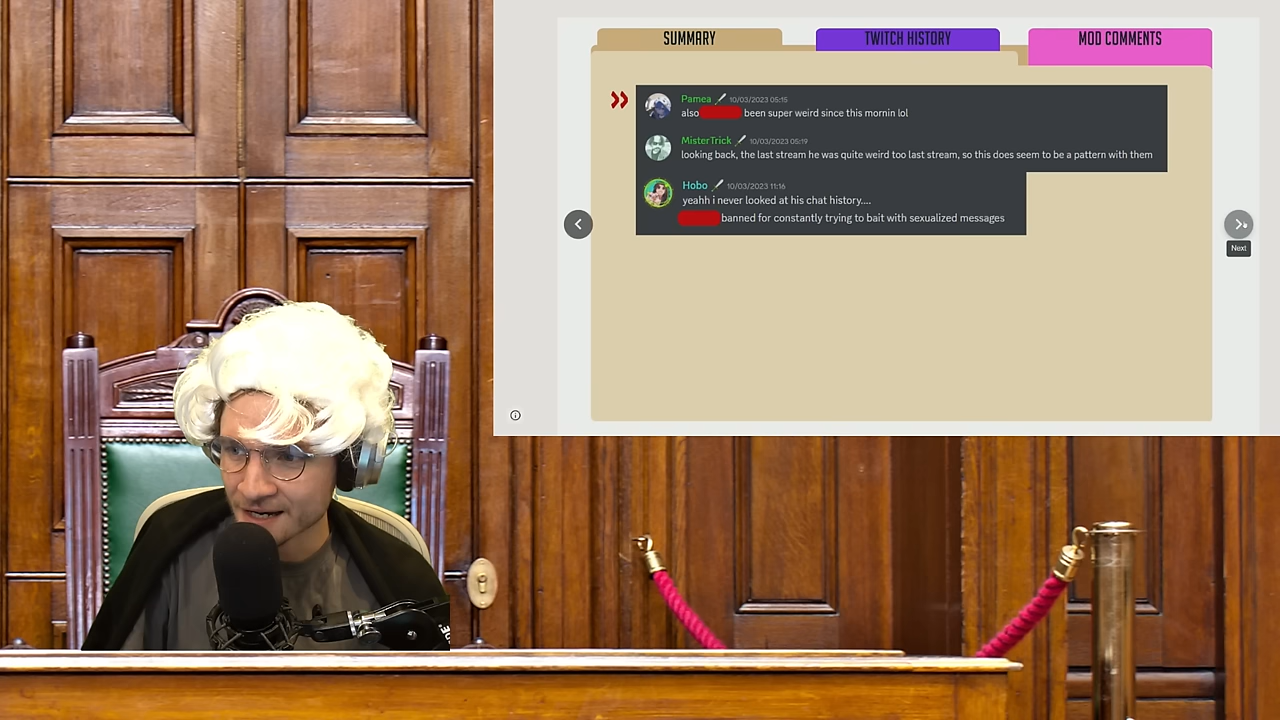 SUMMARY
TWITCH HISTORY
MOD COMMENTS
Pamea 10/03/2023 05:15
also been super weird since this mornin lol
MisterTrick 10/03/2023 05:19
looking back, the last stream he was quite weird too last stream, so this does seem to be a pattern with them
Hobo 10/03/2023 11:16
yeahh i never looked at his chat history....
banned for constantly trying to bait with sexualized messages
Next